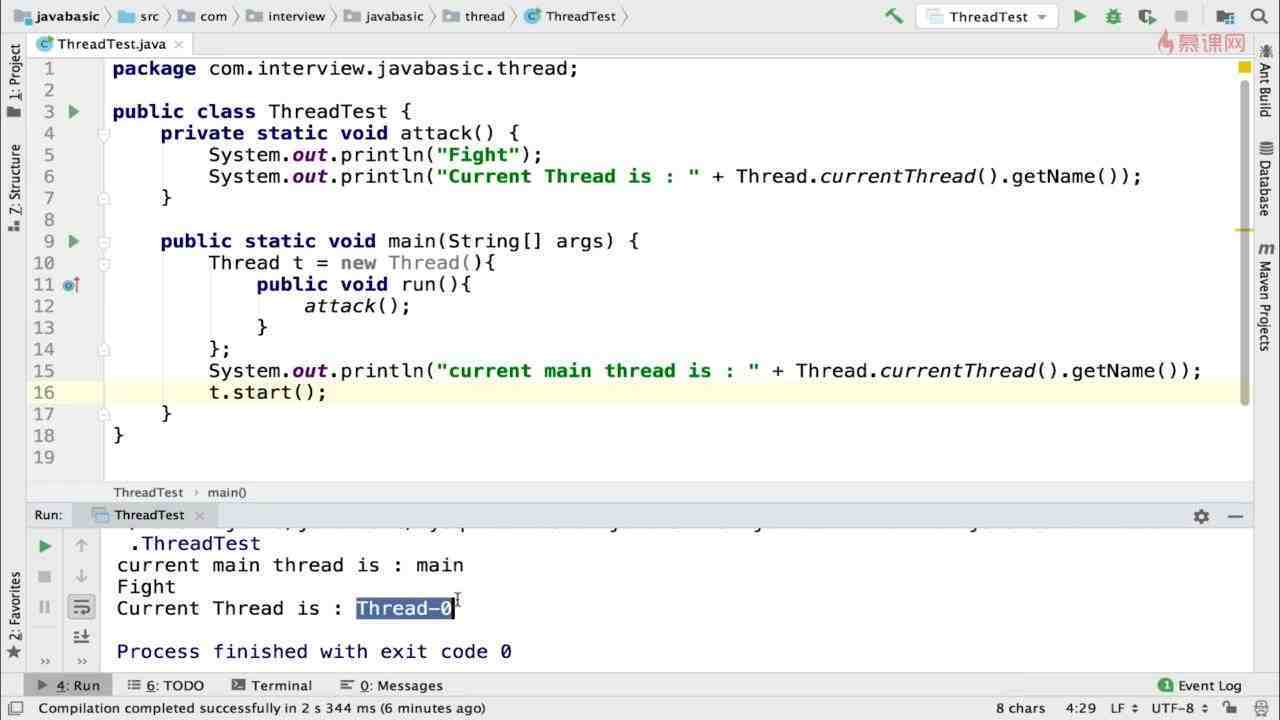 javabasic src com interview javabasic thread ThreadTest ThreadTest
慕课网
ThreadTest.java
1 package com.interview.javabasic.thread;
2
3 public class ThreadTest {
4 private static void attack() {
5 System.out.println("Fight");
6 System.out.println("Current Thread is : " + Thread.currentThread().getName());
7 }
8
9 public static void main(String[] args) {
10 Thread t = new Thread(){
11 public void run(){
12 attack();
13 }
14 };
15 System.out.println("current main thread is : " + Thread.currentThread().getName());
16 t.start();
17 }
18 }
19
1: Project
7: Structure
2: Favorites
Ant Build
Database
m Maven Projects
ThreadTest › main()
Run: ThreadTest
.ThreadTest
current main thread is : main
Fight
Current Thread is : Thread-0
Process finished with exit code 0
4: Run 6: TODO Terminal 0: Messages 1 Event Log
Compilation completed successfully in 2 s 344 ms (6 minutes ago) 8 chars 4:29 LF UTF-8